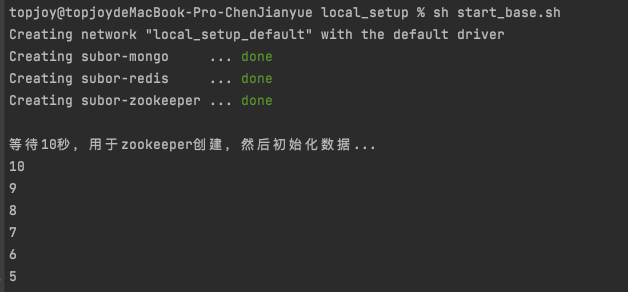 topjoy@topjoydeMacBook-Pro-ChenJianyue local_setup % sh start_base.sh
Creating network "local_setup_default" with the default driver
Creating subor-mongo     ... done
Creating subor-redis     ... done
Creating subor-zookeeper ... done

等待10秒, 用于zookeeper创建, 然后初始化数据...
10
9
8
7
6
5